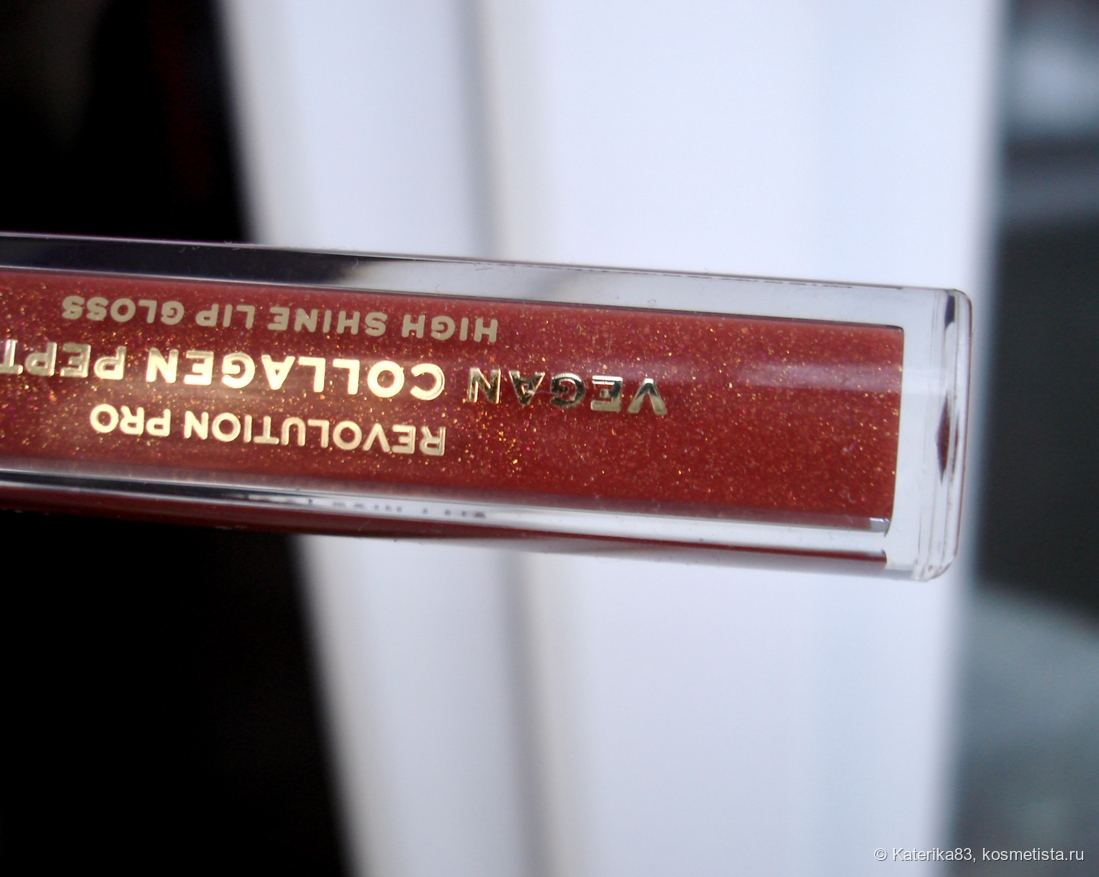 REVOLUTION PRO
VEGAN COLLAGEN PEPT
HIGH SHINE LIP GLOSS
© Katerika83, kosmetista.ru